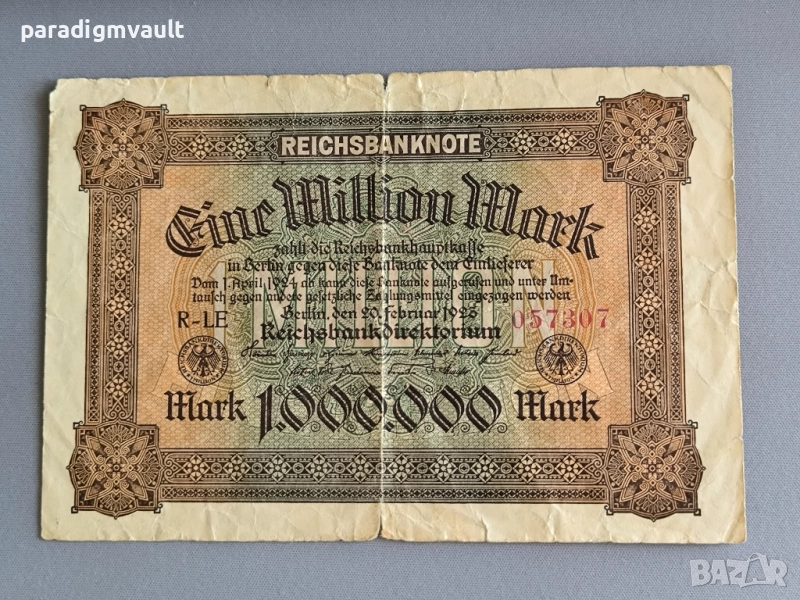 paradigmvault
REICHSBANKNOTE
Eine Million Mark
zahlt die Reichsbankhauptkasse
in Berlin gegen diese Banknote dem Einlieferer
Vom 1. April 1924 ab kann diese Banknote aufgerufen und unter Um-
tausch gegen andere gesetzliche Zahlungsmittel eingezogen werden
Berlin, den 20. Februar 1923
R-LE Reichsbankdirektorium 057307
Mark 1.000.000 Mark
BAZAR